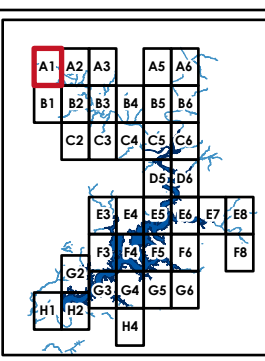 A1 A2 A3 A5 A6
B1 B2 B3 B4 B5 B6
C2 C3 C4 C5 C6
D5 D6
E3 E4 E5 E6 E7 E8
F3 F4 F5 F6 F8
G2
G3 G4 G5 G6
H1 H2
H4